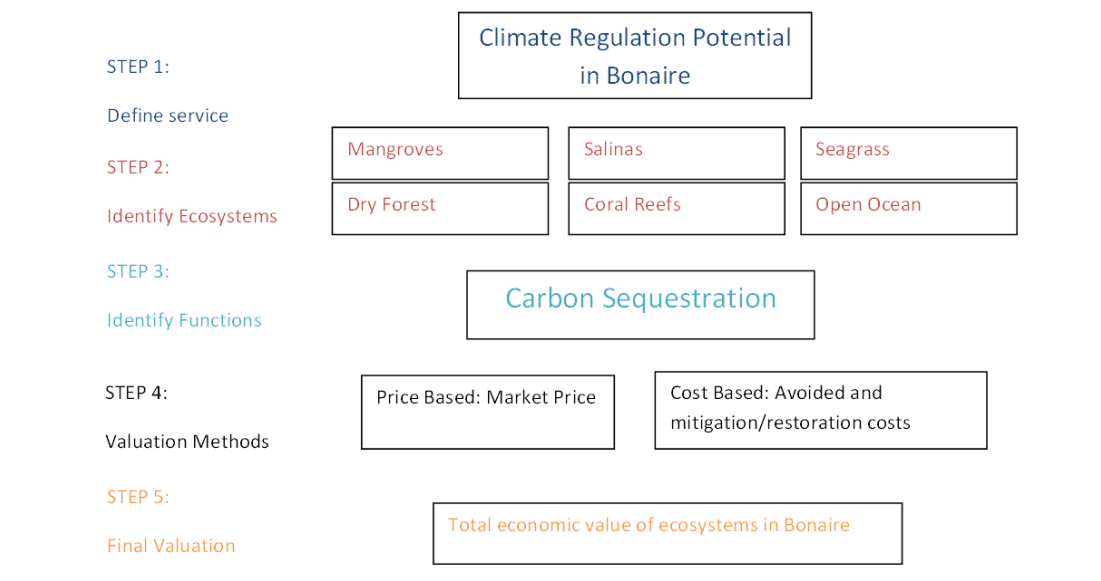 Climate Regulation Potential
in Bonaire
STEP 1:
Define service
Mangroves
Salinas
Seagrass
STEP 2:
Dry Forest
Coral Reefs
Open Ocean
Identify Ecosystems
STEP 3:
Carbon Sequestration
Identify Functions
STEP 4:
Valuation Methods
Price Based: Market Price
Cost Based: Avoided and
mitigation/restoration costs
STEP 5:
Final Valuation
Total economic value of ecosystems in Bonaire